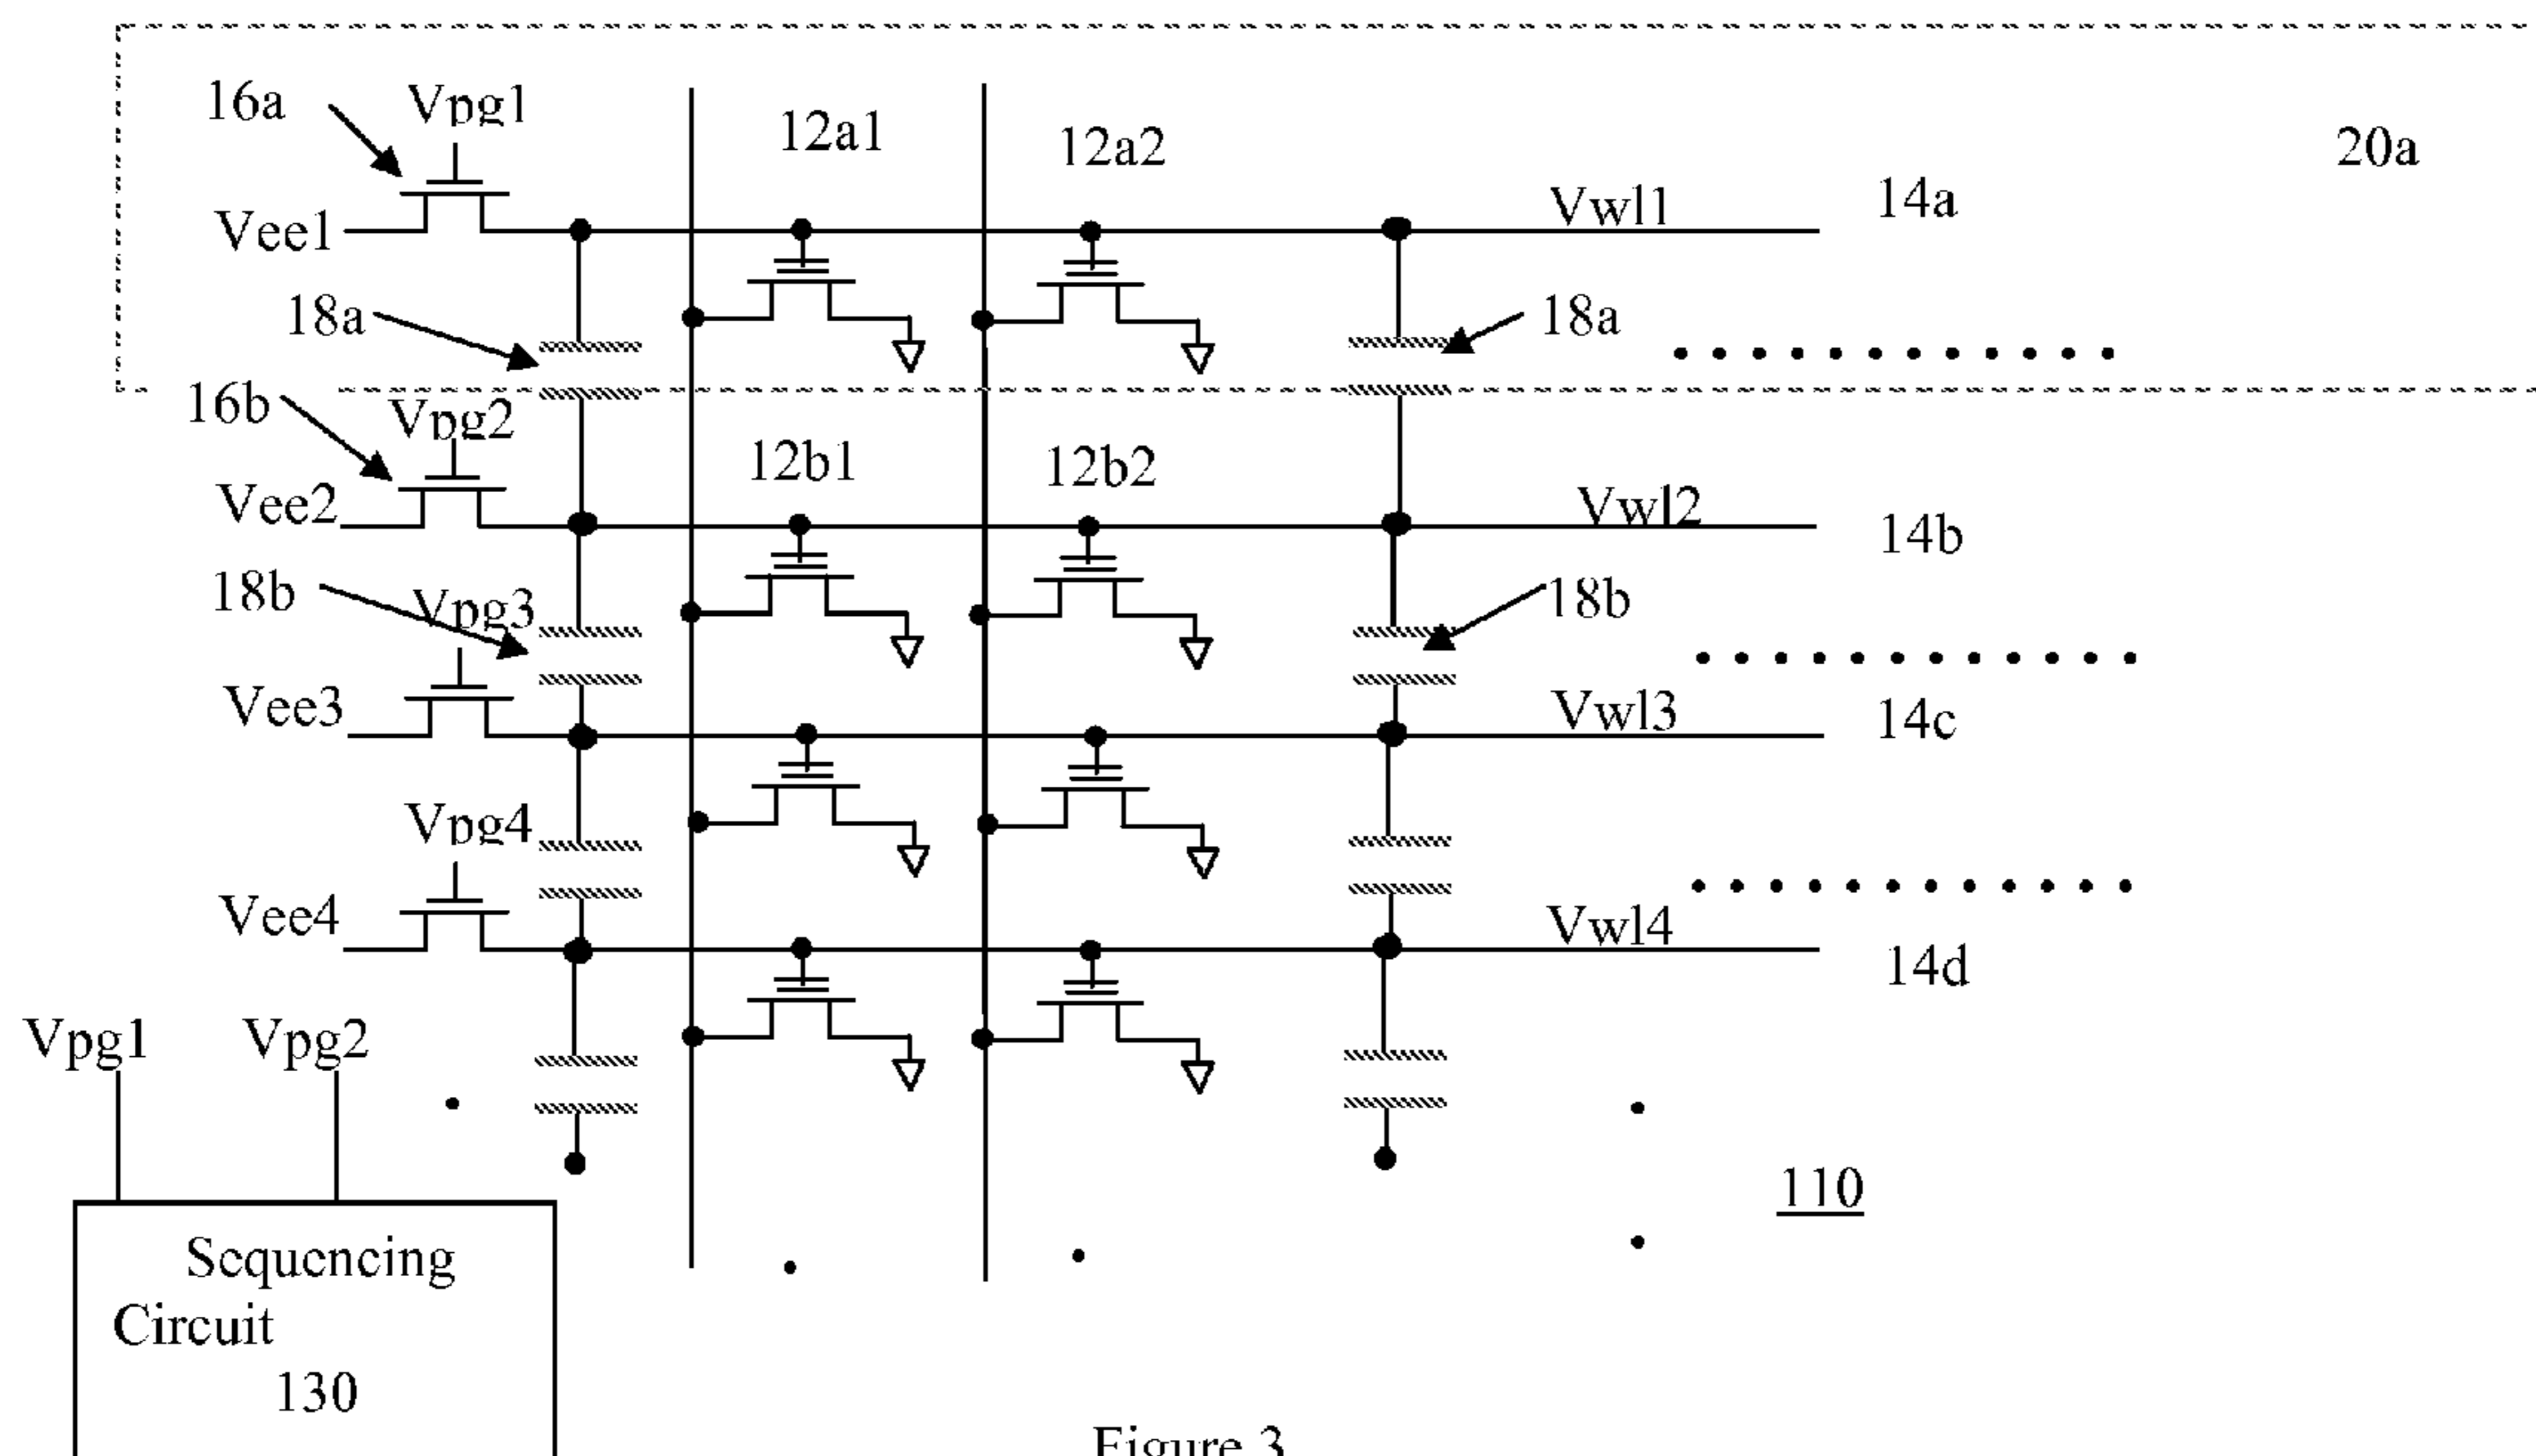 16a
Vpg1
12a1
12a2
20a
14a
Vwl1
Vee1
18a
18a
16b
Vpg2
12b1
12b2
Vee2
Vwl2
14b
18b
Vpg3
18b
Vee3
Vwl3
14c
Vpg4
Vee4
Vwl4
14d
Vpg1
Vpg2
110
Sequencing
Circuit
130
Figure 3